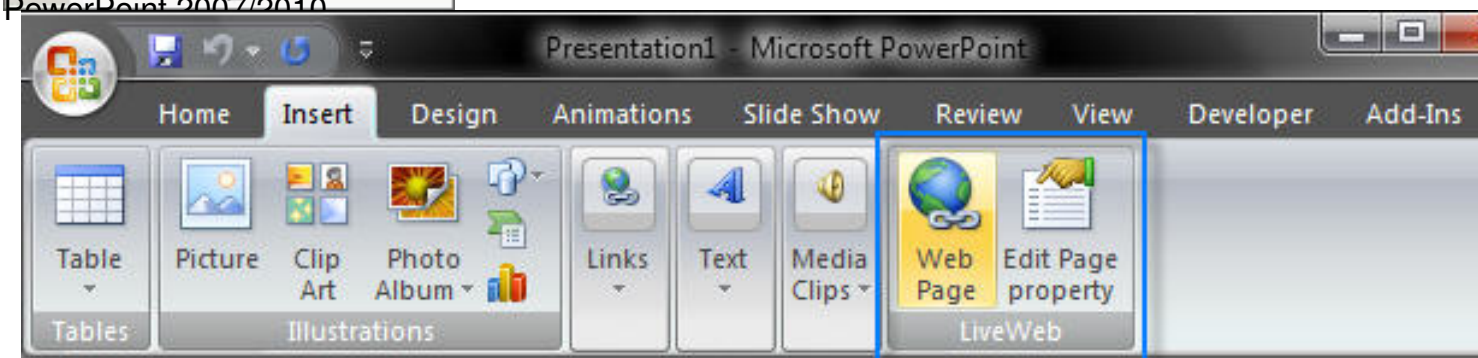 PowerPoint 2007/2010
Presentation1 - Microsoft PowerPoint
Home Insert Design Animations Slide Show Review View Developer Add-Ins
Table Picture Clip Art Photo Album Links Text Media Clips Web Page Edit Page property
Tables Illustrations LiveWeb